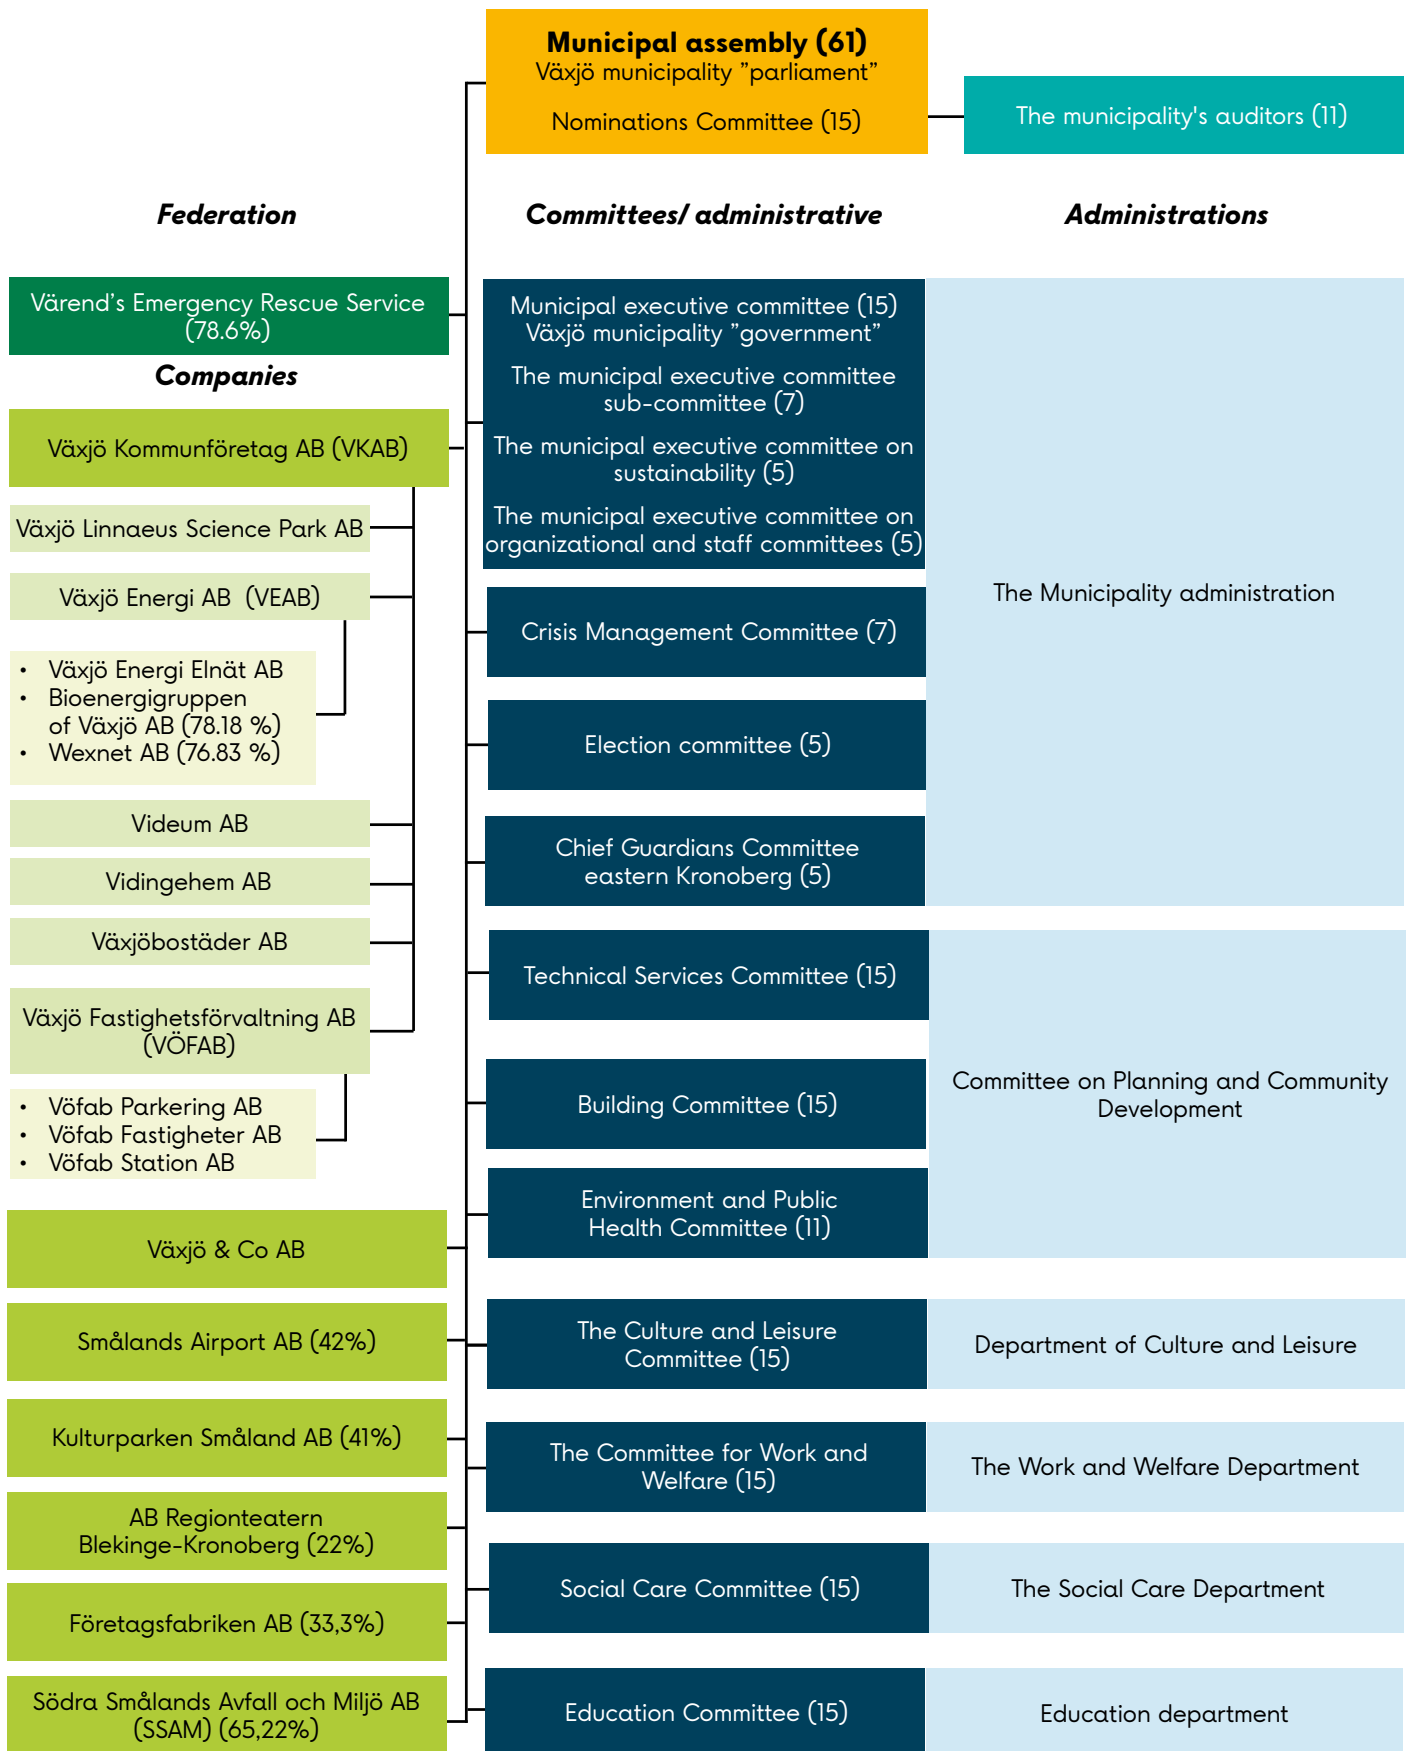 Municipal assembly (61)
Växjö municipality ”parliament”
Nominations Committee (15)
The municipality's auditors (11)
Federation
Committees/ administrative
Administrations
Värend’s Emergency Rescue Service
(78.6%)
Companies
Växjö Kommunföretag AB (VKAB)
Växjö Linnaeus Science Park AB
Växjö Energi AB (VEAB)
• Växjö Energi Elnät AB
• Bioenergigruppen
of Växjö AB (78.18 %)
• Wexnet AB (76.83 %)
Videum AB
Vidingehem AB
Växjöbostäder AB
Växjö Fastighetsförvaltning AB
(VÖFAB)
• Vöfab Parkering AB
• Vöfab Fastigheter AB
• Vöfab Station AB
Växjö & Co AB
Smålands Airport AB (42%)
Kulturparken Småland AB (41%)
AB Regionteatern
Blekinge-Kronoberg (22%)
Företagsfabriken AB (33,3%)
Södra Smålands Avfall och Miljö AB
(SSAM) (65,22%)
Municipal executive committee (15)
Växjö municipality ”government”
The municipal executive committee
sub-committee (7)
The municipal executive committee on
sustainability (5)
The municipal executive committee on
organizational and staff committees (5)
Crisis Management Committee (7)
Election committee (5)
Chief Guardians Committee
eastern Kronoberg (5)
Technical Services Committee (15)
Building Committee (15)
Environment and Public
Health Committee (11)
The Culture and Leisure
Committee (15)
The Committee for Work and
Welfare (15)
Social Care Committee (15)
Education Committee (15)
The Municipality administration
Committee on Planning and Community
Development
Department of Culture and Leisure
The Work and Welfare Department
The Social Care Department
Education department